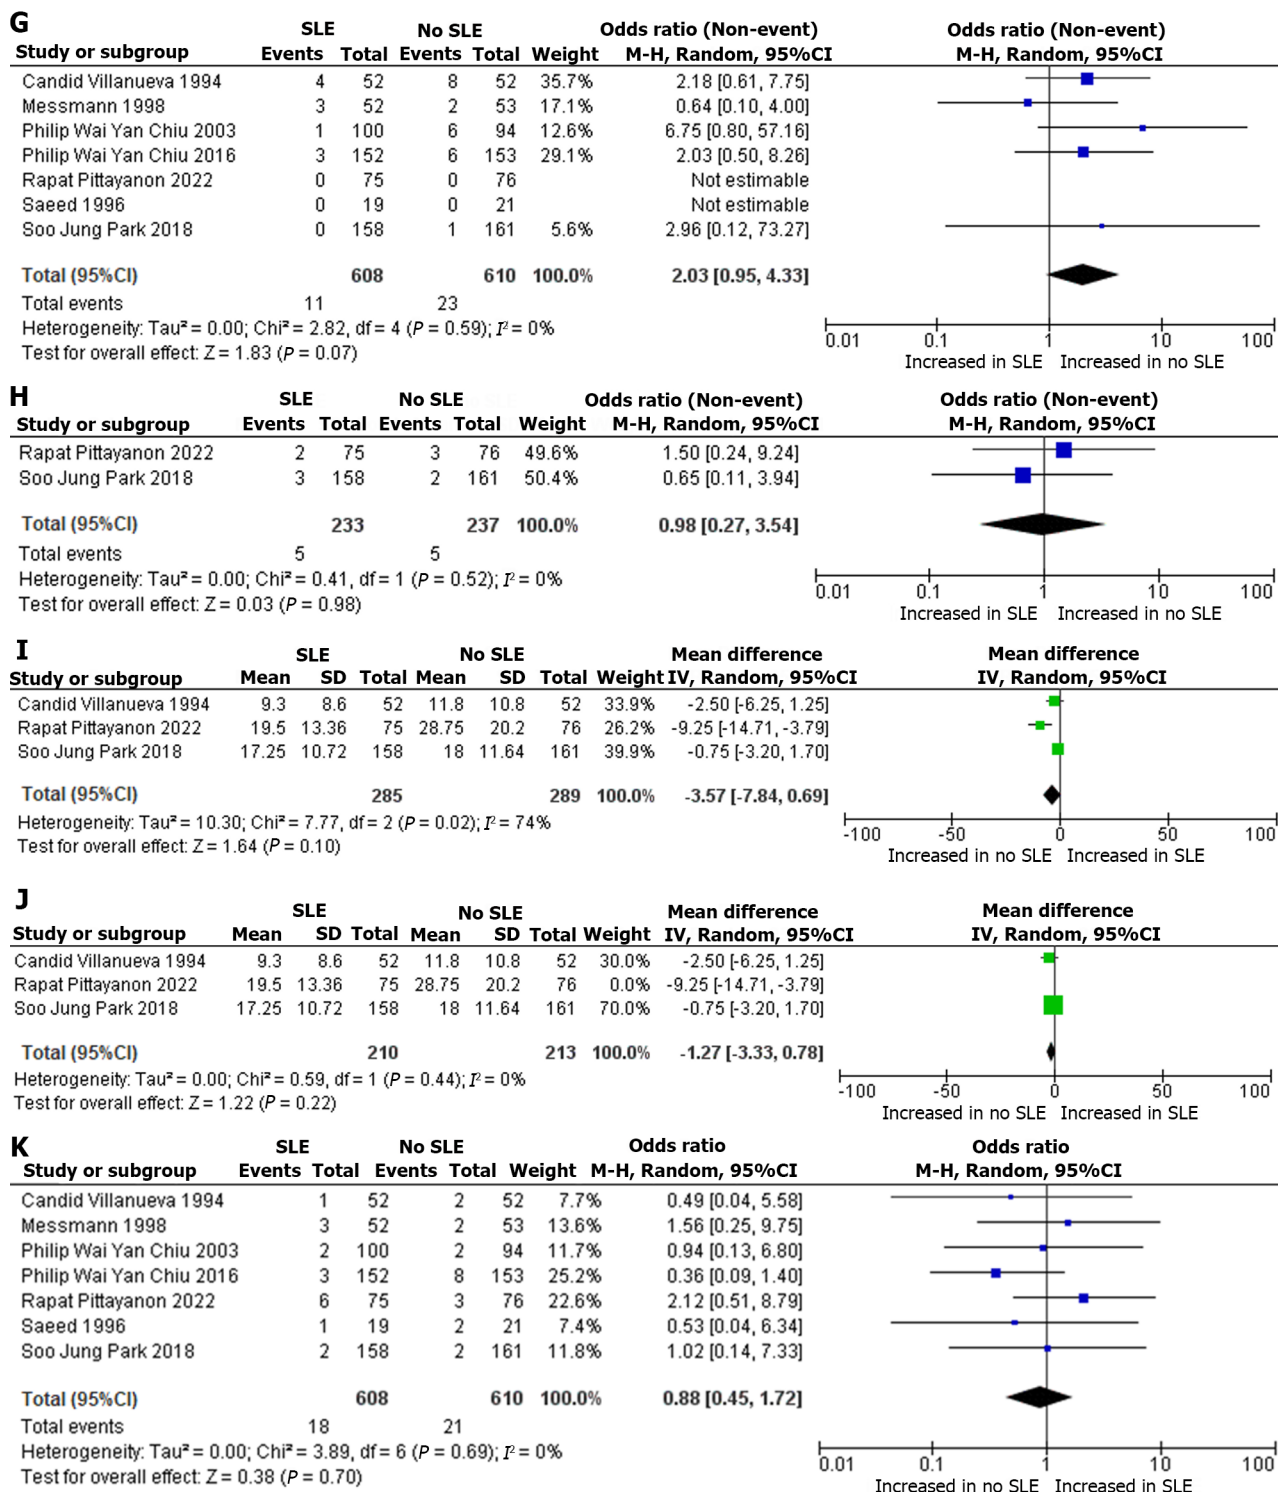 G
SLE No SLE Odds ratio (Non-event) Odds ratio (Non-event)
Study or subgroup Events Total Events Total Weight M-H, Random, 95%CI M-H, Random, 95%CI
Candid Villanueva 1994 4 52 8 52 35.7% 2.18 [0.61, 7.75]
Messmann 1998 3 52 2 53 17.1% 0.64 [0.10, 4.00]
Philip Wai Yan Chiu 2003 1 100 6 94 12.6% 6.75 [0.80, 57.16]
Philip Wai Yan Chiu 2016 3 152 6 153 29.1% 2.03 [0.50, 8.26]
Rapat Pittayanon 2022 0 75 0 76 Not estimable
Saeed 1996 0 19 0 21 Not estimable
Soo Jung Park 2018 0 158 1 161 5.6% 2.96 [0.12, 73.27]
Total (95%CI) 608 610 100.0% 2.03 [0.95, 4.33]
Total events 11 23
Heterogeneity: Tau² = 0.00; Chi² = 2.82, df = 4 (P = 0.59); I² = 0%
Test for overall effect: Z = 1.83 (P = 0.07)
0.01 0.1 1 10 100
Increased in SLE Increased in no SLE
H
SLE No SLE Odds ratio (Non-event) Odds ratio (Non-event)
Study or subgroup Events Total Events Total Weight M-H, Random, 95%CI M-H, Random, 95%CI
Rapat Pittayanon 2022 2 75 3 76 49.6% 1.50 [0.24, 9.24]
Soo Jung Park 2018 3 158 2 161 50.4% 0.65 [0.11, 3.94]
Total (95%CI) 233 237 100.0% 0.98 [0.27, 3.54]
Total events 5 5
Heterogeneity: Tau² = 0.00; Chi² = 0.41, df = 1 (P = 0.52); I² = 0%
Test for overall effect: Z = 0.03 (P = 0.98)
0.01 0.1 1 10 100
Increased in SLE Increased in no SLE
I
SLE No SLE Mean difference Mean difference
Study or subgroup Mean SD Total Mean SD Total Weight IV, Random, 95%CI IV, Random, 95%CI
Candid Villanueva 1994 9.3 8.6 52 11.8 10.8 52 33.9% -2.50 [-6.25, 1.25]
Rapat Pittayanon 2022 19.5 13.36 75 28.75 20.2 76 26.2% -9.25 [-14.71, -3.79]
Soo Jung Park 2018 17.25 10.72 158 18 11.64 161 39.9% -0.75 [-3.20, 1.70]
Total (95%CI) 285 289 100.0% -3.57 [-7.84, 0.69]
Heterogeneity: Tau² = 10.30; Chi² = 7.77, df = 2 (P = 0.02); I² = 74%
Test for overall effect: Z = 1.64 (P = 0.10)
-100 -50 0 50 100
Increased in no SLE Increased in SLE
J
SLE No SLE Mean difference Mean difference
Study or subgroup Mean SD Total Mean SD Total Weight IV, Random, 95%CI IV, Random, 95%CI
Candid Villanueva 1994 9.3 8.6 52 11.8 10.8 52 30.0% -2.50 [-6.25, 1.25]
Rapat Pittayanon 2022 19.5 13.36 75 28.75 20.2 76 0.0% -9.25 [-14.71, -3.79]
Soo Jung Park 2018 17.25 10.72 158 18 11.64 161 70.0% -0.75 [-3.20, 1.70]
Total (95%CI) 210 213 100.0% -1.27 [-3.33, 0.78]
Heterogeneity: Tau² = 0.00; Chi² = 0.59, df = 1 (P = 0.44); I² = 0%
Test for overall effect: Z = 1.22 (P = 0.22)
-100 -50 0 50 100
Increased in no SLE Increased in SLE
K
SLE No SLE Odds ratio Odds ratio
Study or subgroup Events Total Events Total Weight M-H, Random, 95%CI M-H, Random, 95%CI
Candid Villanueva 1994 1 52 2 52 7.7% 0.49 [0.04, 5.58]
Messmann 1998 3 52 2 53 13.6% 1.56 [0.25, 9.75]
Philip Wai Yan Chiu 2003 2 100 2 94 11.7% 0.94 [0.13, 6.80]
Philip Wai Yan Chiu 2016 3 152 8 153 25.2% 0.36 [0.09, 1.40]
Rapat Pittayanon 2022 6 75 3 76 22.6% 2.12 [0.51, 8.79]
Saeed 1996 1 19 2 21 7.4% 0.53 [0.04, 6.34]
Soo Jung Park 2018 2 158 2 161 11.8% 1.02 [0.14, 7.33]
Total (95%CI) 608 610 100.0% 0.88 [0.45, 1.72]
Total events 18 21
Heterogeneity: Tau² = 0.00; Chi² = 3.89, df = 6 (P = 0.69); I² = 0%
Test for overall effect: Z = 0.38 (P = 0.70)
0.01 0.1 1 10 100
Increased in no SLE Increased in SLE